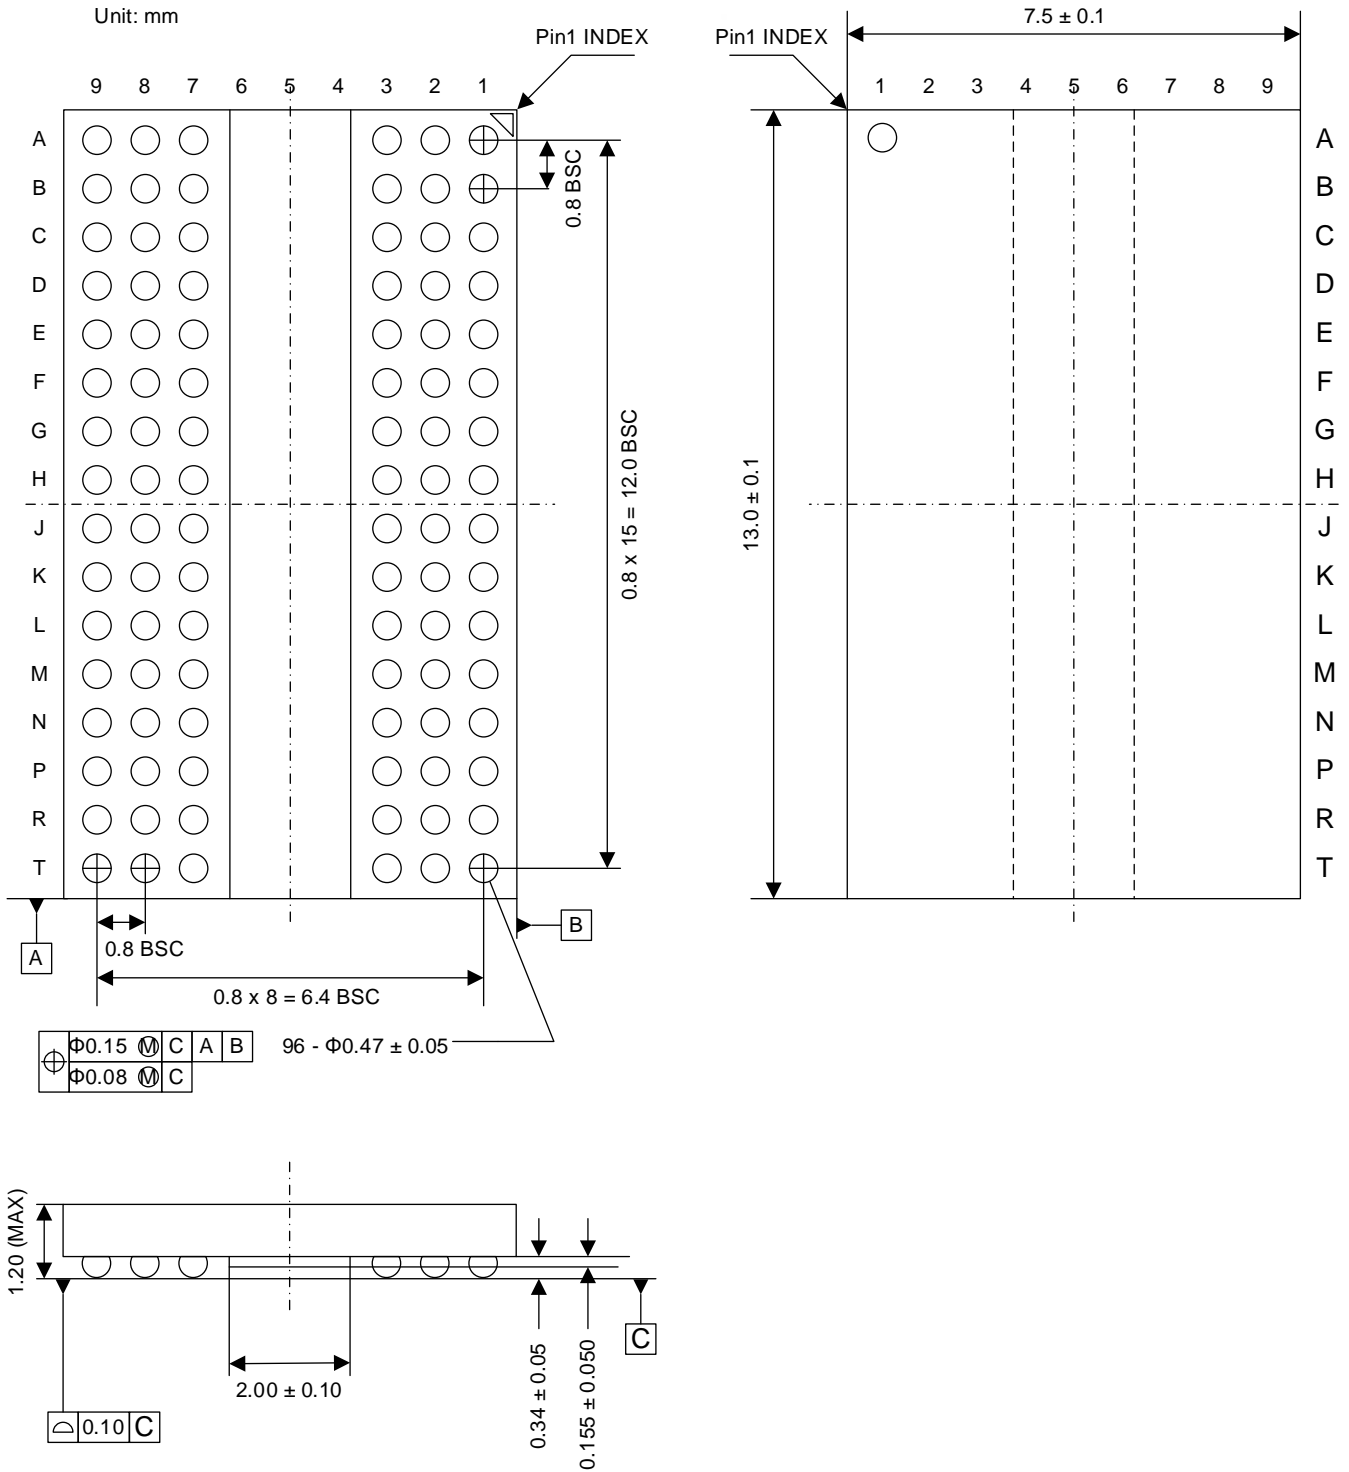 Unit: mm
Pin1 INDEX
9 8 7 6 5 4 3 2 1
A
B
C
D
E
F
G
H
J
K
L
M
N
P
R
T
0.8 BSC
0.8 x 15 = 12.0 BSC
A
0.8 BSC
B
0.8 x 8 = 6.4 BSC
Φ0.15 Ⓜ C A B
Φ0.08 Ⓜ C
96 - Φ0.47 ± 0.05
Pin1 INDEX
7.5 ± 0.1
1 2 3 4 5 6 7 8 9
13.0 ± 0.1
A
B
C
D
E
F
G
H
J
K
L
M
N
P
R
T
1.20 (MAX)
2.00 ± 0.10
0.34 ± 0.05
0.155 ± 0.050
C
0.10 C